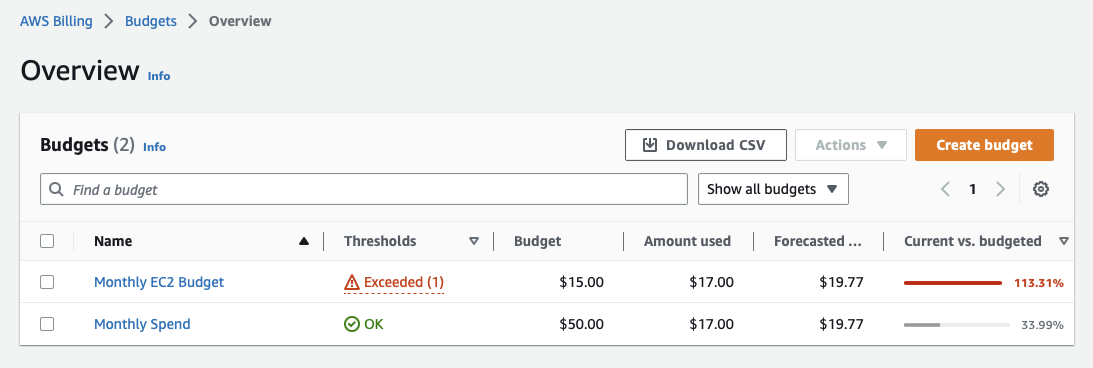 AWS Billing > Budgets > Overview
Overview Info
Budgets (2) Info Download CSV Actions Create budget
Find a budget Show all budgets 1
Name Thresholds Budget Amount used Forecasted ... Current vs. budgeted
Monthly EC2 Budget Exceeded (1) $15.00 $17.00 $19.77 113.31%
Monthly Spend OK $50.00 $17.00 $19.77 33.99%